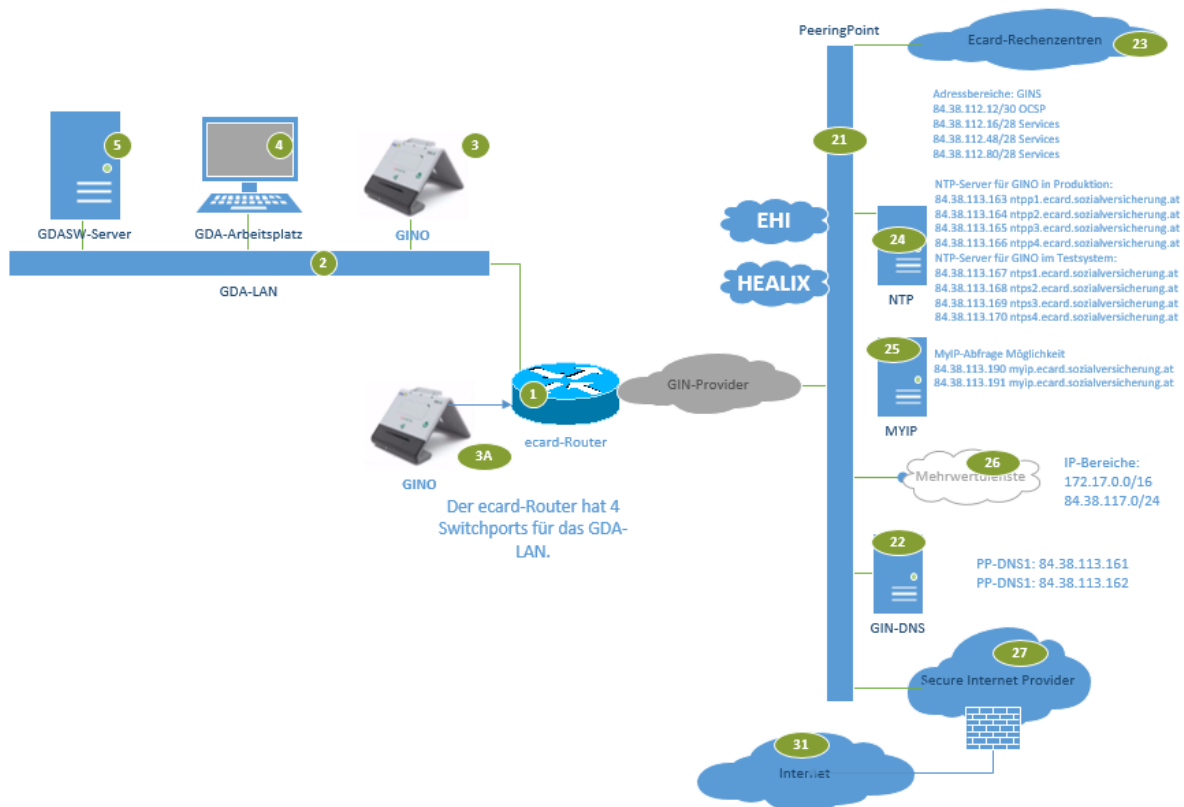 PeeringPoint
Ecard-Rechenzentren
23
Adressbereiche: GINS
84.38.112.12/30 OCSP
84.38.112.16/28 Services
84.38.112.48/28 Services
84.38.112.80/28 Services
21
5
4
3
GDASW-Server
GDA-Arbeitsplatz
GINO
2
GDA-LAN
EHI
HEALIX
NTP-Server für GINO in Produktion:
84.38.113.163 ntpp1.ecard.sozialversicherung.at
84.38.113.164 ntpp2.ecard.sozialversicherung.at
84.38.113.165 ntpp3.ecard.sozialversicherung.at
84.38.113.166 ntpp4.ecard.sozialversicherung.at
NTP-Server für GINO im Testsystem:
84.38.113.167 ntps1.ecard.sozialversicherung.at
84.38.113.168 ntps2.ecard.sozialversicherung.at
84.38.113.169 ntps3.ecard.sozialversicherung.at
84.38.113.170 ntps4.ecard.sozialversicherung.at
24
NTP
25
MyIP-Abfrage Möglichkeit
84.38.113.190 myip.ecard.sozialversicherung.at
84.38.113.191 myip.ecard.sozialversicherung.at
MYIP
1
GIN-Provider
ecard-Router
3A
GINO
Der ecard-Router hat 4
Switchports für das GDA-
LAN.
26
Mehrwertdienste
IP-Bereiche:
172.17.0.0/16
84.38.117.0/24
22
PP-DNS1: 84.38.113.161
PP-DNS1: 84.38.113.162
GIN-DNS
27
Secure Internet Provider
31
Internet